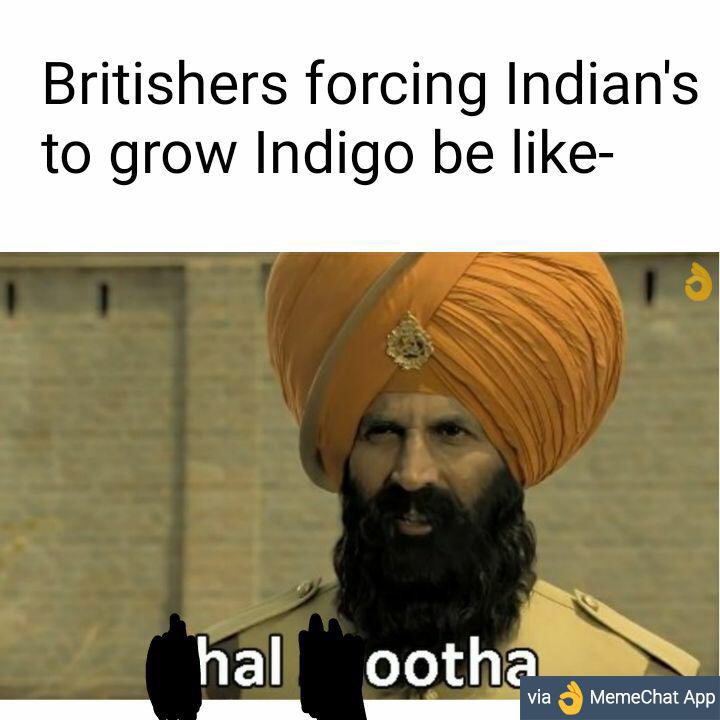 Britishers forcing Indian's
to grow Indigo be like-
hal ootha
via MemeChat App